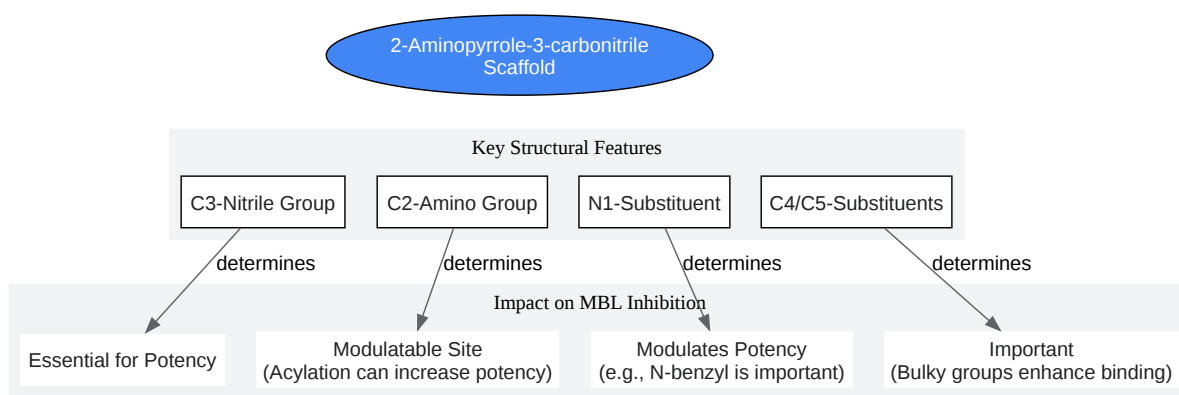 2-Aminopyrrole-3-carbonitrile
Scaffold
Key Structural Features
C3-Nitrile Group
C2-Amino Group
N1-Substituent
C4/C5-Substituents
determines
determines
determines
determines
Impact on MBL Inhibition
Essential for Potency
Modulatable Site
(Acylation can increase potency)
Modulates Potency
(e.g., N-benzyl is important)
Important
(Bulky groups enhance binding)